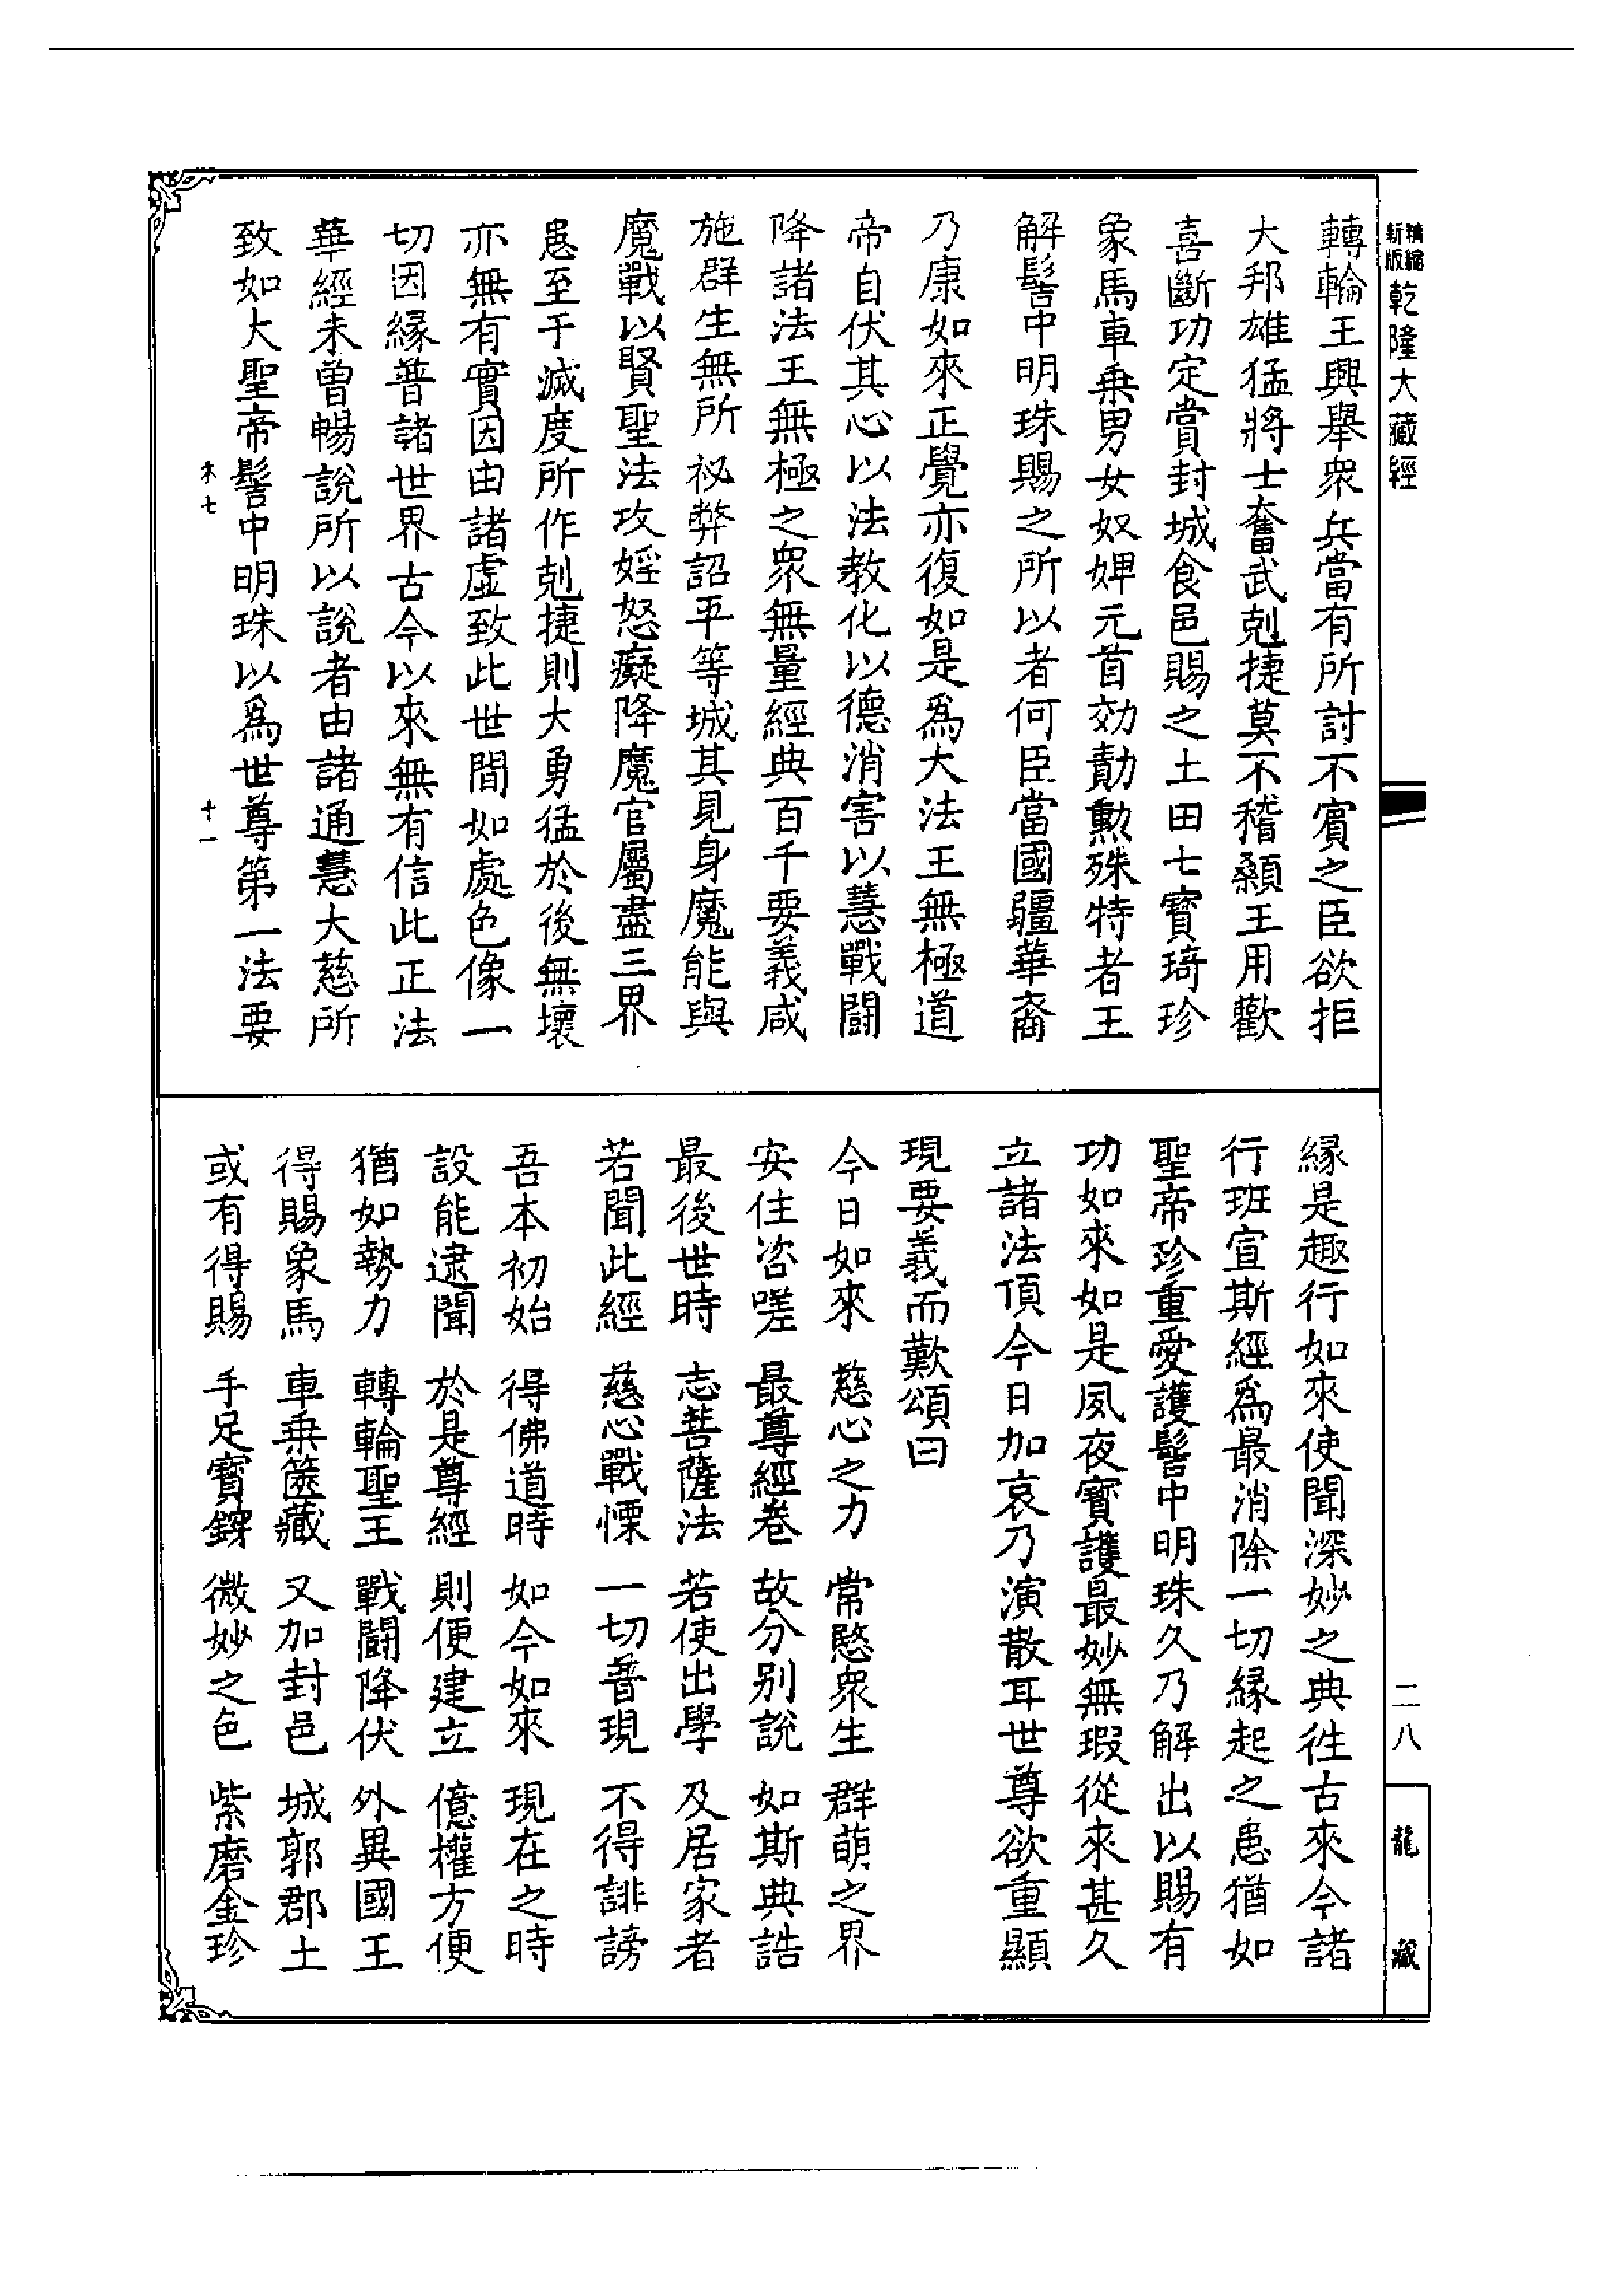 精縮
新版
乾隆大藏經
轉輪王興舉衆兵當有所討不賓之臣欲拒
大邦雄猛將士奮武剋捷莫不稽顙王用歡
喜斷功定賞封城食邑賜之土田七寶琦珍
象馬車乗男女奴婢元首効勣勲殊特者王
解髻中明珠賜之所以者何臣當國疆華裔
乃康如來正覺亦復如是爲大法王無極道
帝自伏其心以法教化以德消害以慧戰鬪
降諸法王無極之衆無量經典百千要義咸
施群生無所祕弊詔平等城其見身魔能與
魔戰以賢聖法攻婬怒癡降魔官屬盡三界
惡至于滅度所作剋捷則大勇猛於後無壞
亦無有實因由諸虛致此世間如處色像一
切因縁普諸世界古今以來無有信此正法
華經未曾暢說所以說者由諸通慧大慈所
致如大聖帝髻中明珠以爲世尊第一法要
十一
縁是趣行如來使聞深妙之典徃古來今諸
行班宣斯經爲最消除一切縁起之患猶如
聖帝珍重愛護髻中明珠久乃解出以賜有
功如來如是夙夜寶護最妙無瑕從來甚久
立諸法頂今日加哀乃演散耳世尊欲重顯
現要義而歎頌曰
今日如來 慈心之力 常愍衆生 群萌之界
安住咨嗟 最尊經卷 故分別說 如斯典誥
最後世時 志菩薩法 若使出學 及居家者
若聞此經 慈心戰慄 一切普現 不得誹謗
吾本初始 得佛道時 如今如來 現在之時
設能逮聞 於是尊經 則便建立 億權方便
猶如勢力 轉輪聖王 戰鬪降伏 外異國王
得賜象馬 車乗篋藏 又加封邑 城郭郡土
或有得賜 手足寶釧 微妙之色 紫磨金珍
二八
龍藏